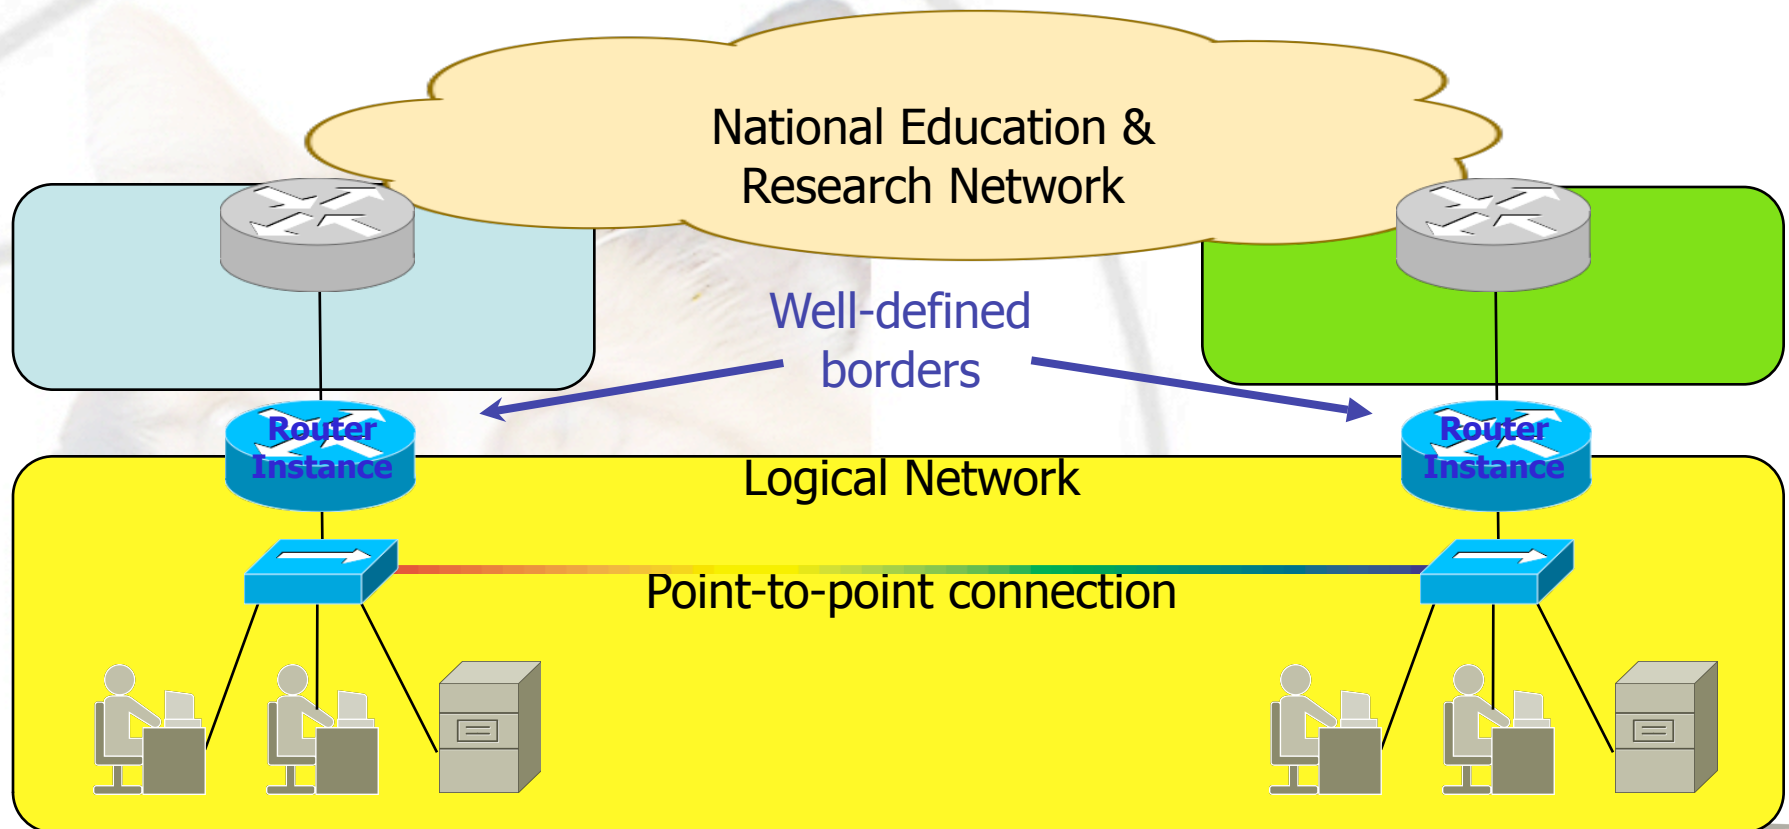 National Education &
Research Network
Well-defined
borders
Router
Instance
Router
Instance
Logical Network
Point-to-point connection